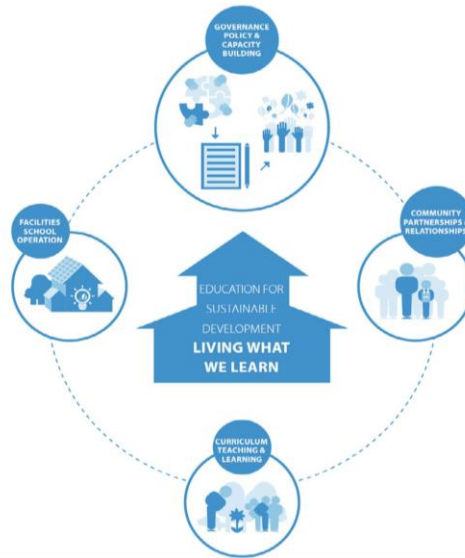 GOVERNANCE
POLICY &
CAPACITY
BUILDING
FACILITIES
SCHOOL
OPERATION
COMMUNITY
PARTNERSHIPS &
RELATIONSHIPS
EDUCATION FOR
SUSTAINABLE
DEVELOPMENT
LIVING WHAT
WE LEARN
CURRICULUM
TEACHING &
LEARNING